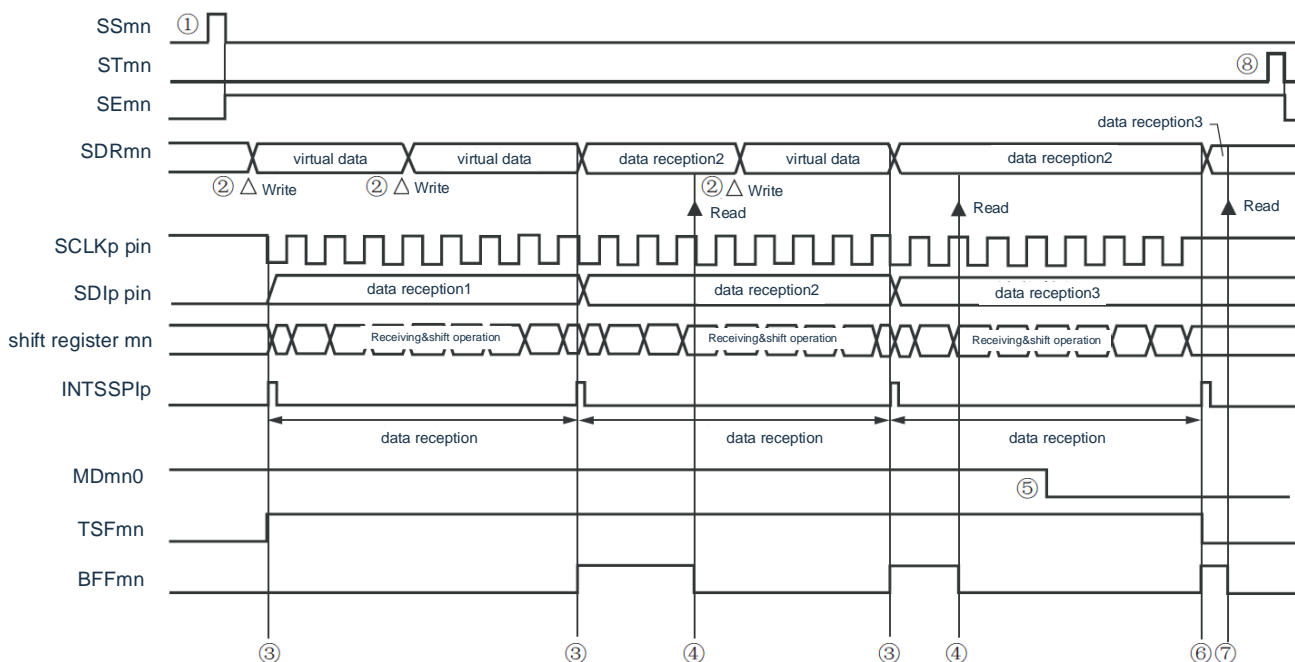 SSmn ①
STmn ⑧
SEmn
data reception3
SDRmn virtual data virtual data data reception2 virtual data data reception2
② △ Write ② △ Write ② △ Write
▲ Read ▲ Read ▲ Read
SCLKp pin
SDIp pin data reception1 data reception2 data reception3
shift register mn Receiving&shift operation Receiving&shift operation Receiving&shift operation
INTSSPIp
data reception data reception data reception
MDmn0
⑤
TSFmn
BFFmn
③ ③ ④ ③ ④ ⑥ ⑦